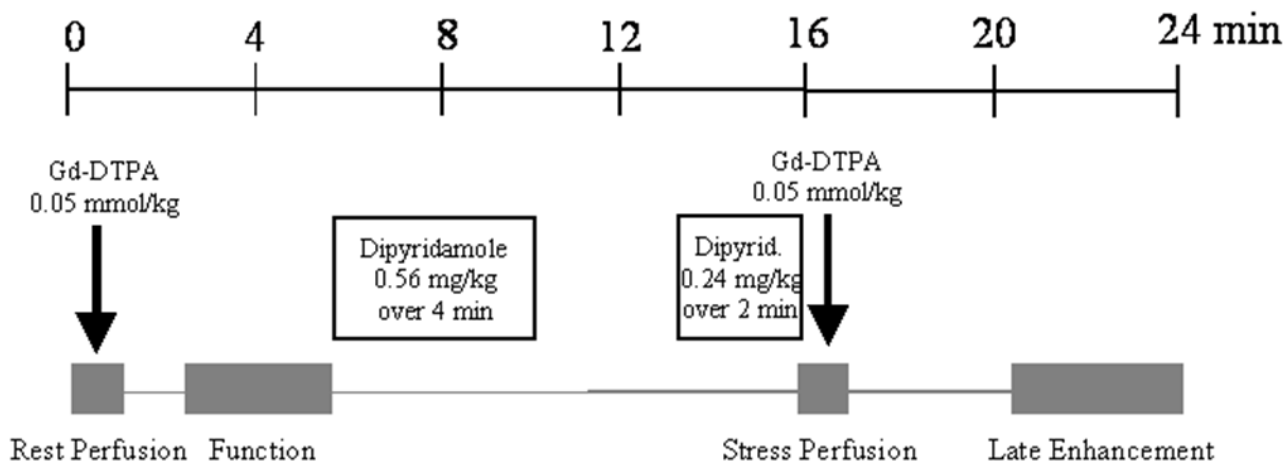 0 4 8 12 16 20 24 min
Gd-DTPA
0.05 mmol/kg
Gd-DTPA
0.05 mmol/kg
Dipyridamole
0.56 mg/kg
over 4 min
Dipyrid.
0.24 mg/kg
over 2 min
Rest Perfusion Function Stress Perfusion Late Enhancement